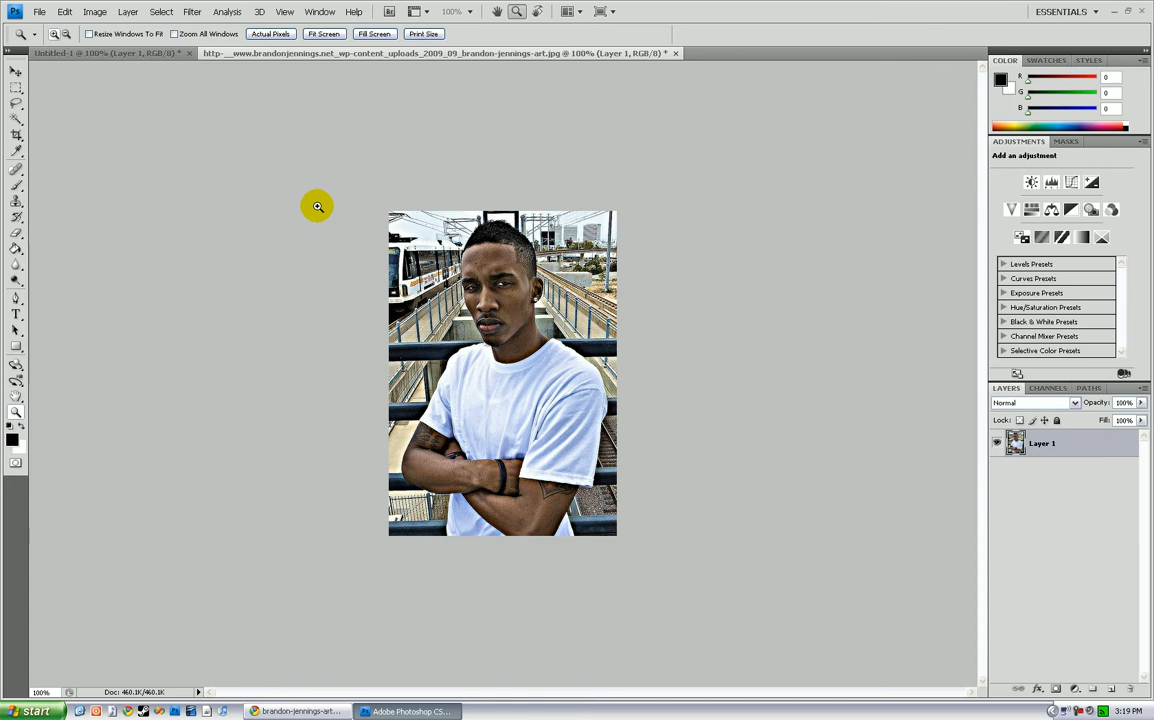 Ps File Edit Image Layer Select Filter Analysis 3D View Window Help Br 100% ESSENTIALS
Resize Windows To Fit Zoom All Windows Actual Pixels Fit Screen Fill Screen Print Size
Untitled-1 @ 100% (Layer 1, RGB/8) * http-__www.brandonjennings.net_wp-content_uploads_2009_09_brandon-jennings-art.jpg @ 100% (Layer 1, RGB/8) *
COLOR SWATCHES STYLES
R 0
G 0
B 0
ADJUSTMENTS MASKS
Add an adjustment
Levels Presets
Curves Presets
Exposure Presets
Hue/Saturation Presets
Black & White Presets
Channel Mixer Presets
Selective Color Presets
LAYERS CHANNELS PATHS
Normal Opacity: 100%
Lock: Fill: 100%
Layer 1
100% Doc: 460.1K/460.1K
start brandon-jennings-art... Adobe Photoshop CS... 3:19 PM